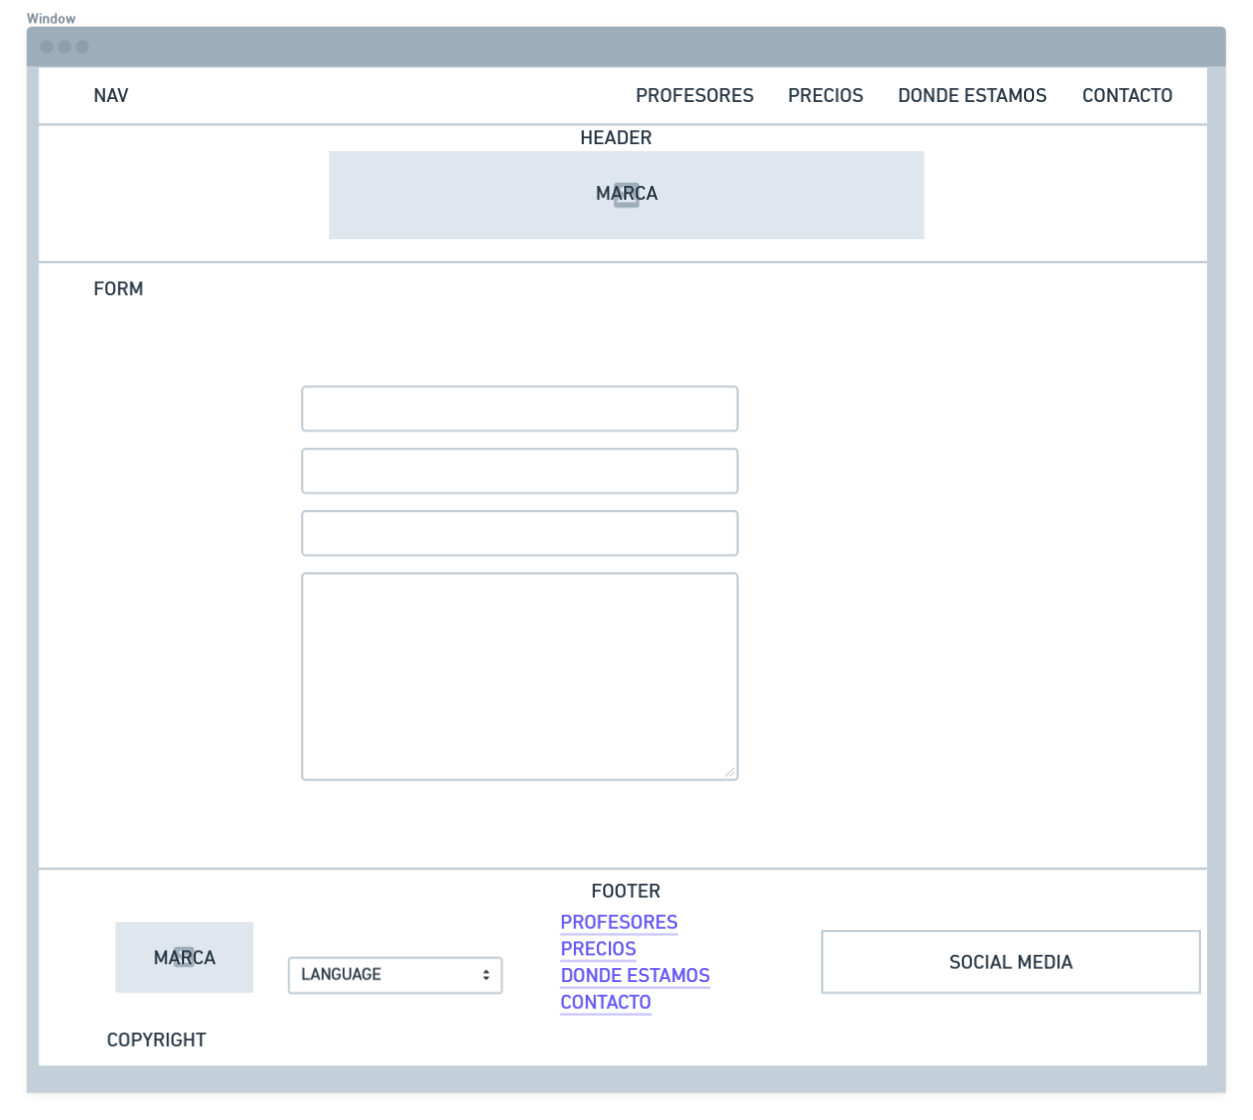 Window
NAV
PROFESORES
PRECIOS
DONDE ESTAMOS
CONTACTO
HEADER
MARCA
FORM
FOOTER
MARCA
LANGUAGE
PROFESORES
PRECIOS
DONDE ESTAMOS
CONTACTO
SOCIAL MEDIA
COPYRIGHT